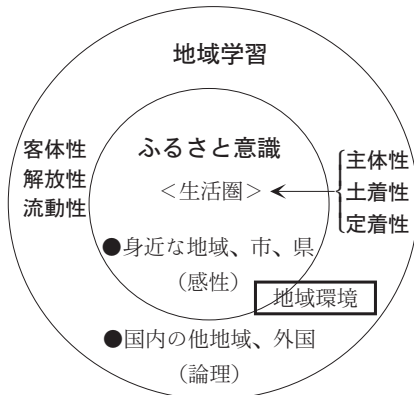 地域学習
客体性
解放性
流動性
ふるさと意識
＜生活圏＞
主体性
土着性
定着性
●身近な地域、市、県
（感性）
地域環境
●国内の他地域、外国
（論理）